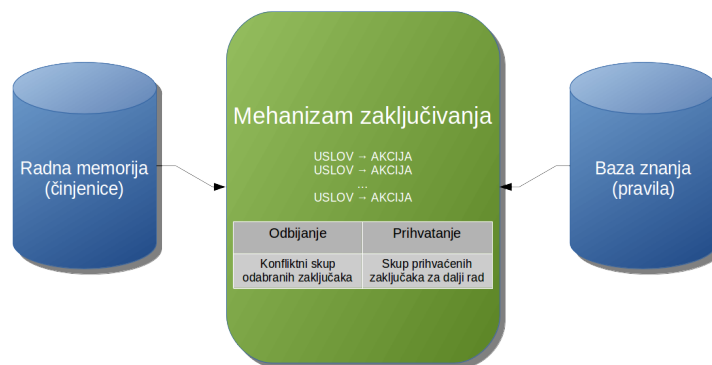 Radna memorija
(činjenice)
Mehanizam zaključivanja
USLOV → AKCIJA
USLOV → AKCIJA
...
USLOV → AKCIJA
Odbijanje
Prihvatanje
Konfliktni skup
odabranih zaključaka
Skup prihvaćenih
zaključaka za dalji rad
Baza znanja
(pravila)